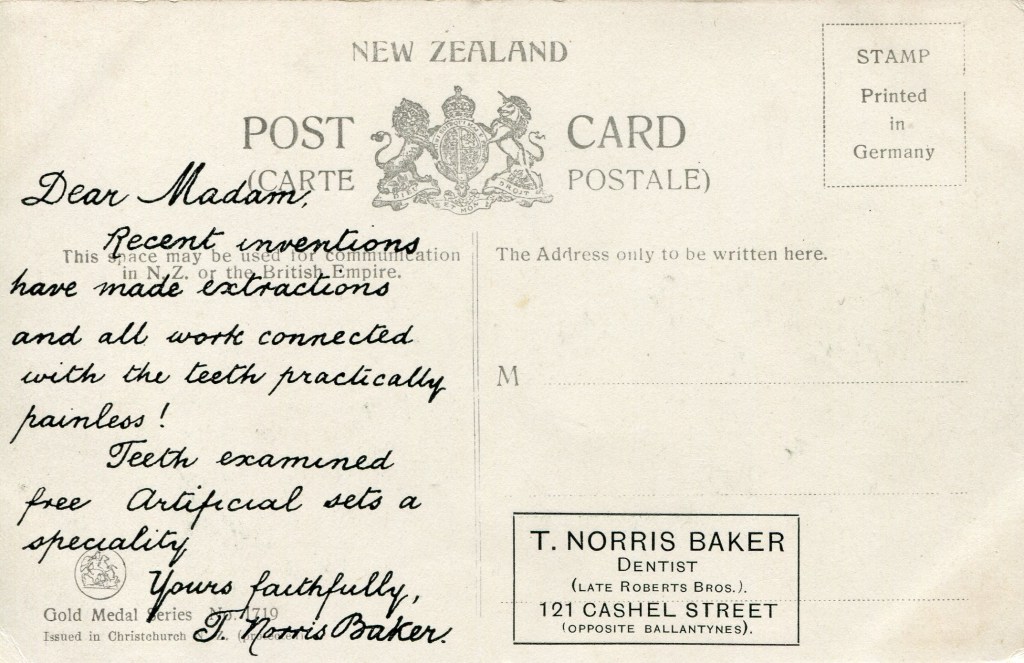 NEW ZEALAND
POST CARD
(CARTE POSTALE)
STAMP
Printed
in
Germany
This space may be used for communication
in N.Z. or the British Empire.
The Address only to be written here.
Dear Madam,
Recent inventions
have made extractions
and all work connected
with the teeth practically
painless!
Teeth examined
free Artificial sets a
speciality
Yours faithfully,
T. Norris Baker.
M
T. NORRIS BAKER
DENTIST
(LATE ROBERTS BROS.).
121 CASHEL STREET
(OPPOSITE BALLANTYNES).
Gold Medal Series No. 1719
Issued in Christchurch